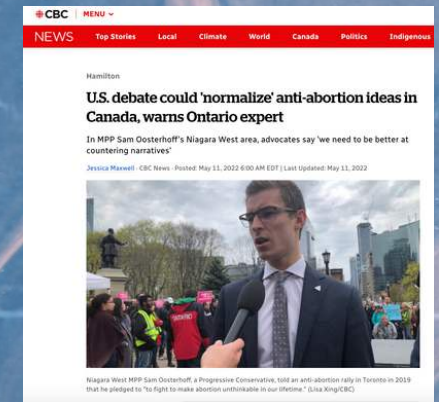 CBC MENU
NEWS Top Stories Local Climate World Canada Politics Indigenous
Hamilton
U.S. debate could 'normalize' anti-abortion ideas in
Canada, warns Ontario expert
In MPP Sam Oosterhoff's Niagara West area, advocates say 'we need to be better at
countering narratives'
Jessica Maxwell · CBC News · Posted: May 11, 2022 6:00 AM EDT | Last Updated: May 11, 2022
Niagara West MPP Sam Oosterhoff, a Progressive Conservative, told an anti-abortion rally in Toronto in 2019
that he pledged to "to fight to make abortion unthinkable in our lifetime." (Lisa Xing/CBC)